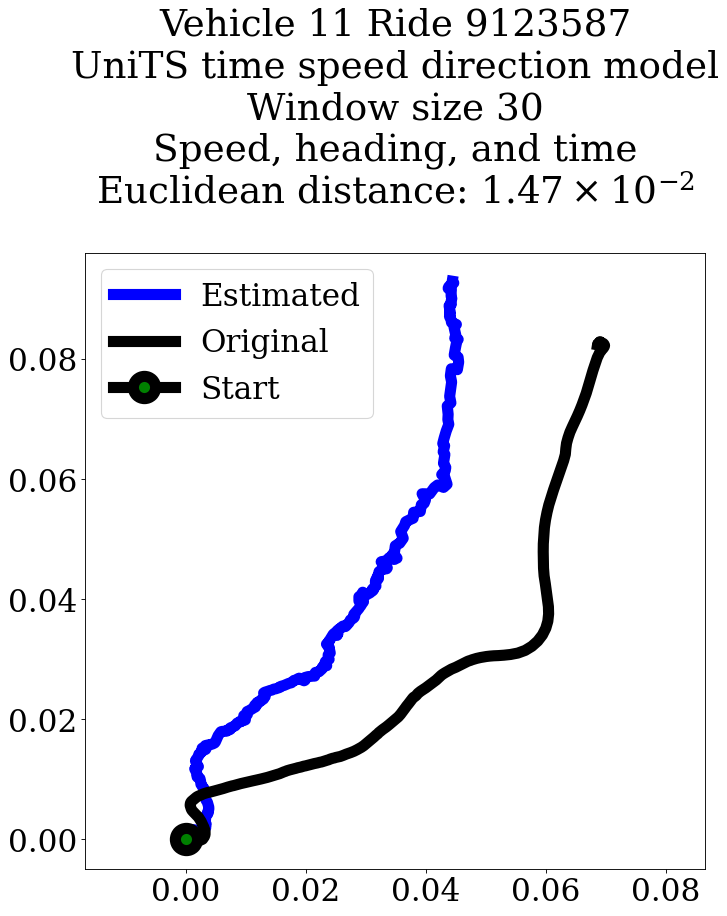 Vehicle 11 Ride 9123587
UniTS time speed direction model
Window size 30
Speed, heading, and time
Euclidean distance: 1.47 × 10⁻²
Estimated
Original
Start
0.08
0.06
0.04
0.02
0.00
0.00 0.02 0.04 0.06 0.08